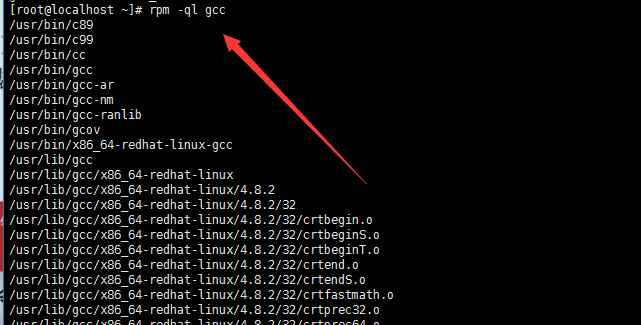 [root@localhost ~]# rpm -ql gcc
/usr/bin/c89
/usr/bin/c99
/usr/bin/cc
/usr/bin/gcc
/usr/bin/gcc-ar
/usr/bin/gcc-nm
/usr/bin/gcc-ranlib
/usr/bin/gcov
/usr/bin/x86_64-redhat-linux-gcc
/usr/lib/gcc
/usr/lib/gcc/x86_64-redhat-linux
/usr/lib/gcc/x86_64-redhat-linux/4.8.2
/usr/lib/gcc/x86_64-redhat-linux/4.8.2/32
/usr/lib/gcc/x86_64-redhat-linux/4.8.2/32/crtbegin.o
/usr/lib/gcc/x86_64-redhat-linux/4.8.2/32/crtbeginS.o
/usr/lib/gcc/x86_64-redhat-linux/4.8.2/32/crtbeginT.o
/usr/lib/gcc/x86_64-redhat-linux/4.8.2/32/crtend.o
/usr/lib/gcc/x86_64-redhat-linux/4.8.2/32/crtendS.o
/usr/lib/gcc/x86_64-redhat-linux/4.8.2/32/crtfastmath.o
/usr/lib/gcc/x86_64-redhat-linux/4.8.2/32/crtprec32.o
/usr/lib/gcc/x86_64-redhat-linux/4.8.2/32/crtprec64.o